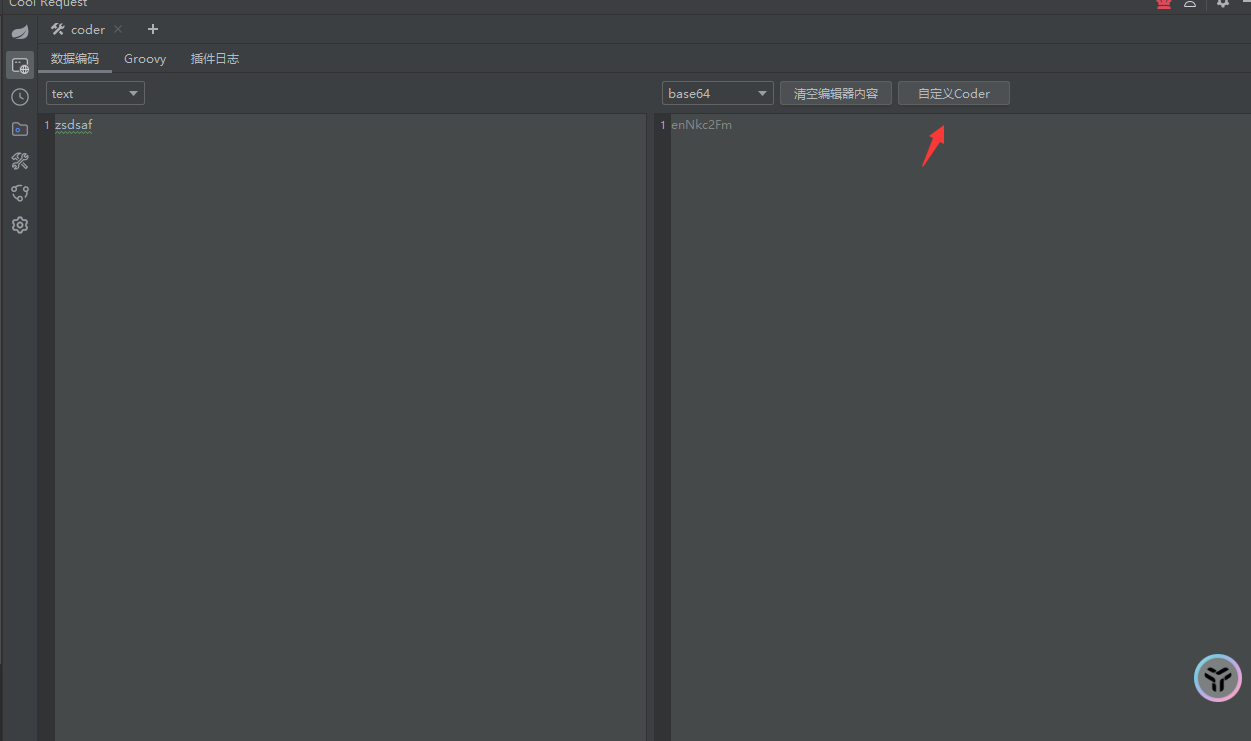 Cool Request
coder
数据编码 Groovy 插件日志
text base64 清空编辑器内容 自定义Coder
1 zsdsaf 1 enNkc2Fm